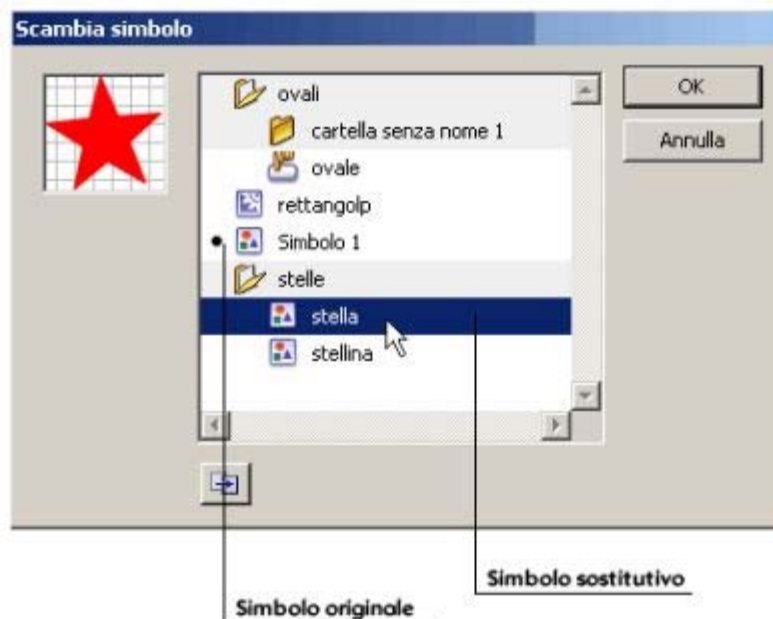 Scambia simbolo
ovali
cartella senza nome 1
ovale
rettangolp
Simbolo 1
stelle
stella
stellina
OK
Annulla
Simbolo sostitutivo
Simbolo originale